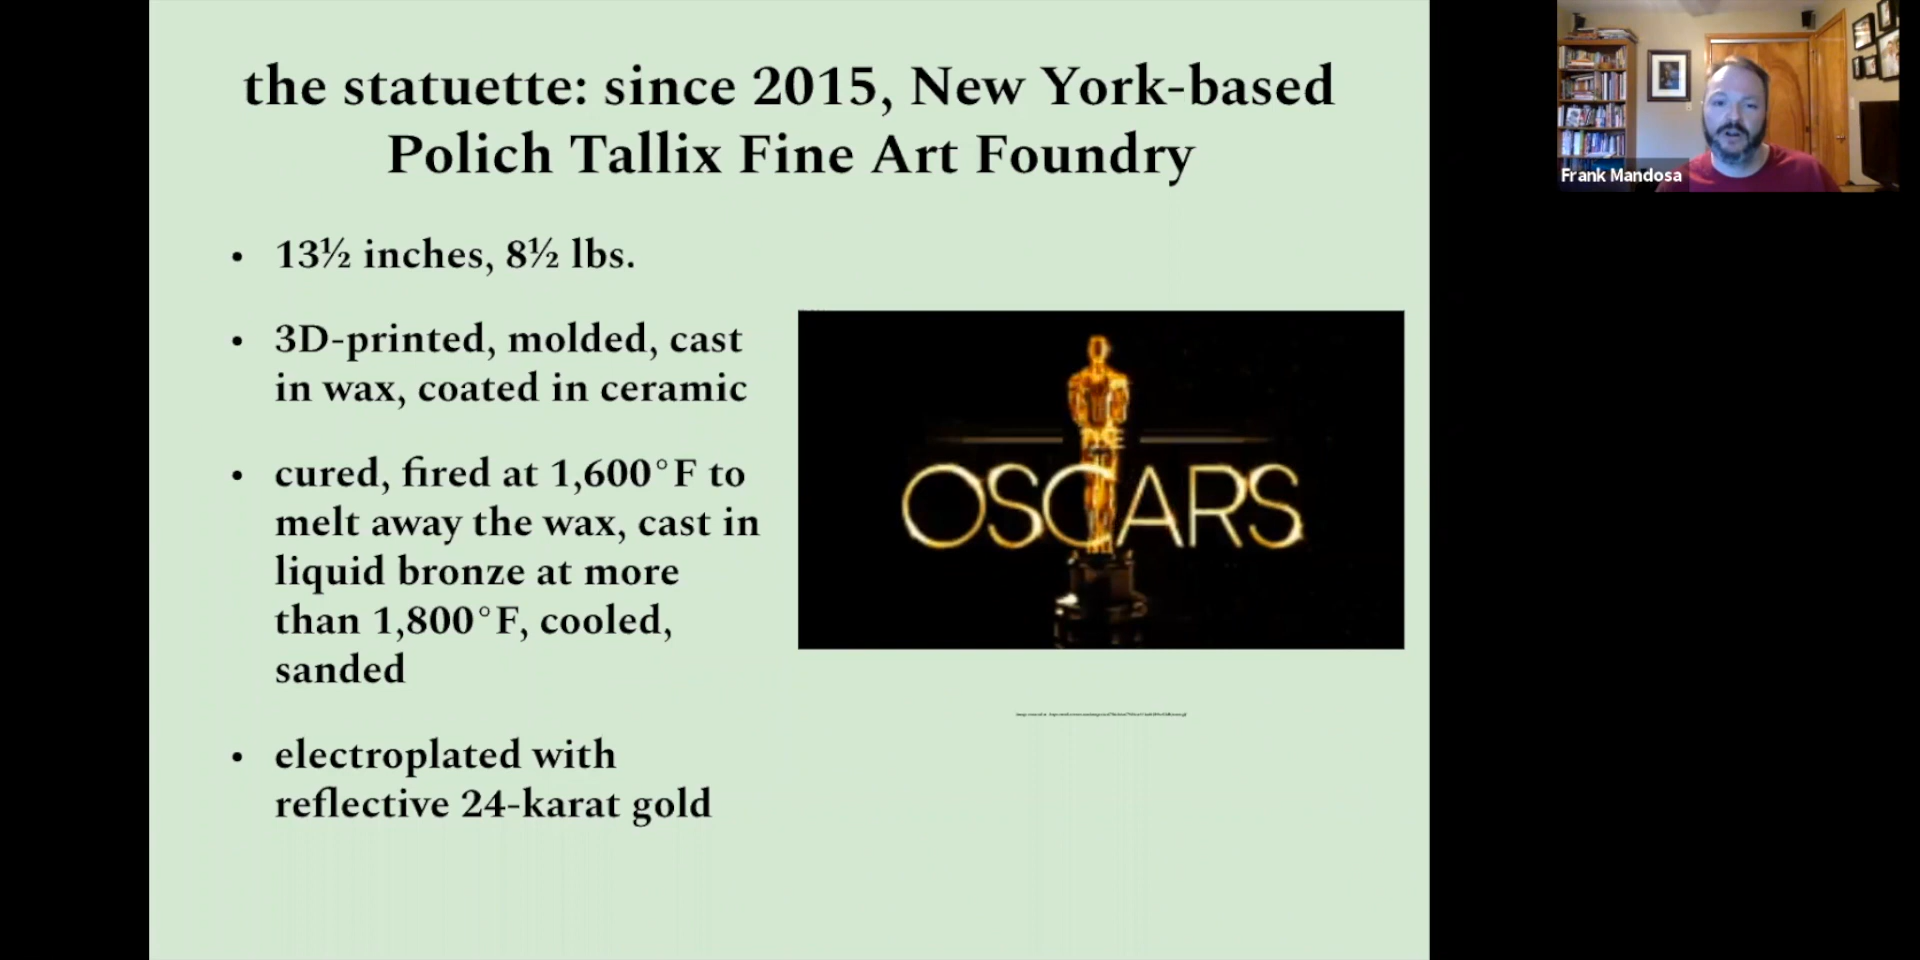 the statuette: since 2015, New York-based
Polich Tallix Fine Art Foundry
• 13½ inches, 8½ lbs.
• 3D-printed, molded, cast
in wax, coated in ceramic
• cured, fired at 1,600°F to
melt away the wax, cast in
liquid bronze at more
than 1,800°F, cooled,
sanded
• electroplated with
reflective 24-karat gold
THE
OSCARS
Frank Mandosa